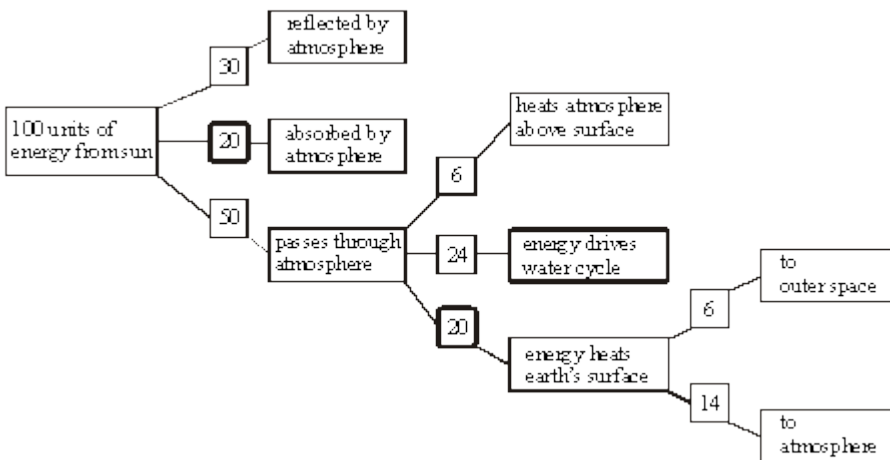 reflected by
atmosphere
30
100 units of
energy from sun
20
absorbed by
atmosphere
50
passes through
atmosphere
heats atmosphere
above surface
6
24
energy drives
water cycle
20
energy heats
earth's surface
to
outer space
6
14
to
atmosphere